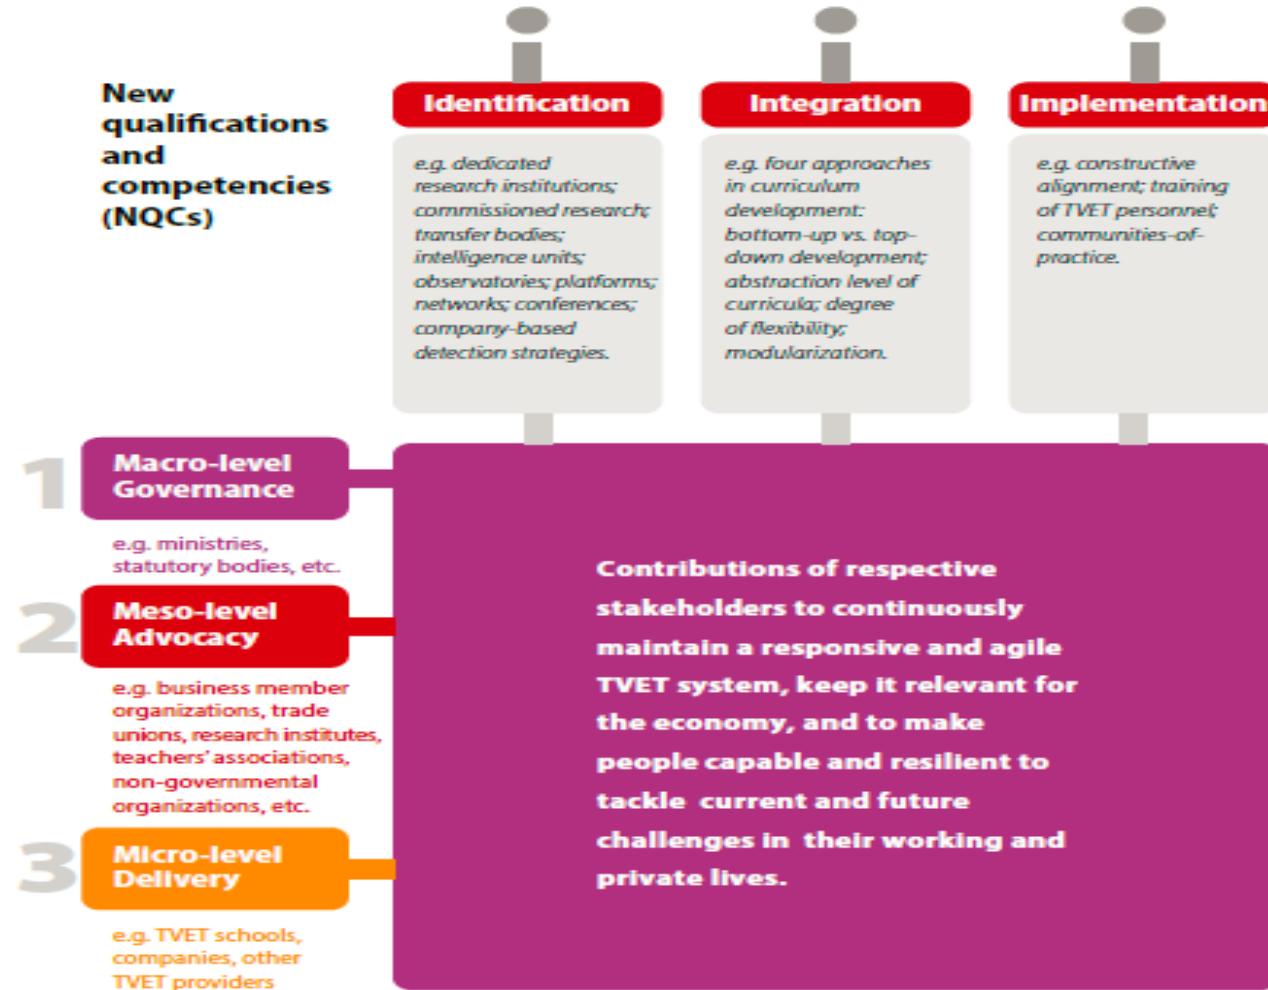 New
qualifications
and
competencies
(NQCs)
Identification
e.g. dedicated
research institutions;
commissioned research;
transfer bodies;
intelligence units;
observatories; platforms;
networks; conferences;
company-based
detection strategies.
Integration
e.g. four approaches
in curriculum
development:
bottom-up vs. top-
down development;
abstraction level of
curricula; degree
of flexibility;
modularization.
Implementation
e.g. constructive
alignment; training
of TVET personnel;
communities-of-
practice.
1
Macro-level
Governance
e.g. ministries,
statutory bodies, etc.
2
Meso-level
Advocacy
e.g. business member
organizations, trade
unions, research institutes,
teachers' associations,
non-governmental
organizations, etc.
3
Micro-level
Delivery
e.g. TVET schools,
companies, other
TVET providers
Contributions of respective
stakeholders to continuously
maintain a responsive and agile
TVET system, keep it relevant for
the economy, and to make
people capable and resilient to
tackle current and future
challenges in their working and
private lives.